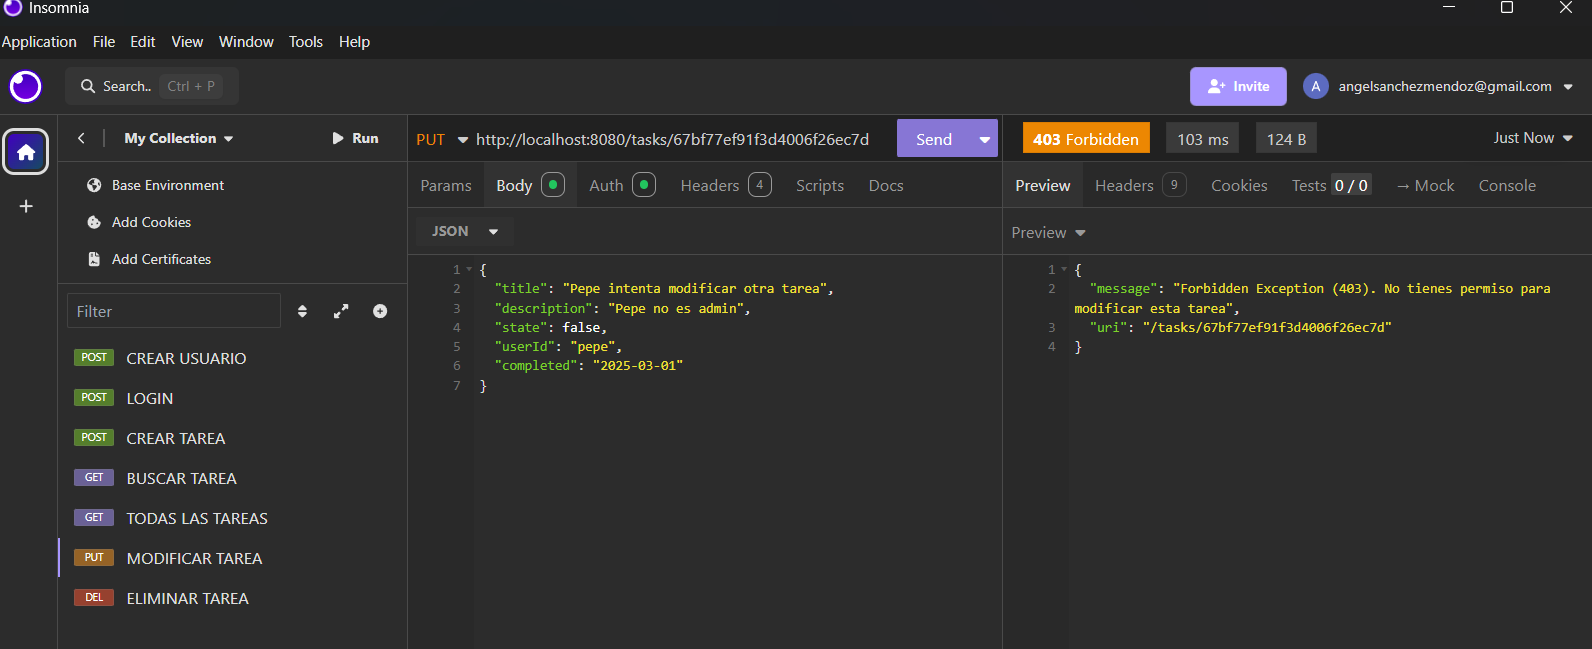 Insomnia
Application File Edit View Window Tools Help
Search.. Ctrl + P
Invite
A angelsanchezmendoz@gmail.com
My Collection
Run
Base Environment
Add Cookies
Add Certificates
Filter
POST CREAR USUARIO
POST LOGIN
POST CREAR TAREA
GET BUSCAR TAREA
GET TODAS LAS TAREAS
PUT MODIFICAR TAREA
DEL ELIMINAR TAREA
PUT http://localhost:8080/tasks/67bf77ef91f3d4006f26ec7d Send
Params Body Auth Headers 4 Scripts Docs
JSON
1 {
2 "title": "Pepe intenta modificar otra tarea",
3 "description": "Pepe no es admin",
4 "state": false,
5 "userId": "pepe",
6 "completed": "2025-03-01"
7 }
403 Forbidden 103 ms 124 B Just Now
Preview Headers 9 Cookies Tests 0 / 0 → Mock Console
Preview
1 {
2 "message": "Forbidden Exception (403). No tienes permiso para
modificar esta tarea",
3 "uri": "/tasks/67bf77ef91f3d4006f26ec7d"
4 }